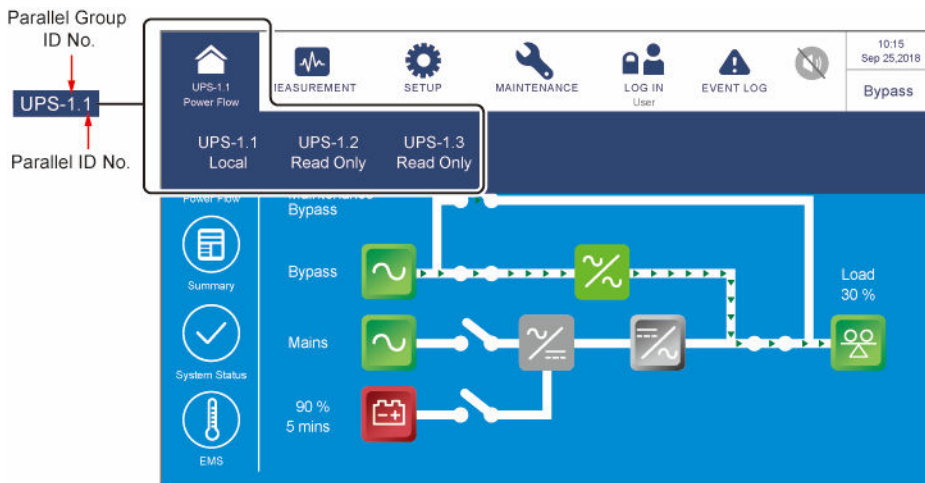 Parallel Group
ID No.
UPS-1.1
Parallel ID No.
UPS-1.1
Power Flow
MEASUREMENT
SETUP
MAINTENANCE
LOG IN
User
EVENT LOG
10:15
Sep 25,2018
Bypass
UPS-1.1
Local
UPS-1.2
Read Only
UPS-1.3
Read Only
Power Flow
Summary
System Status
EMS
Maintenance
Bypass
Bypass
Mains
90 %
5 mins
Load
30 %